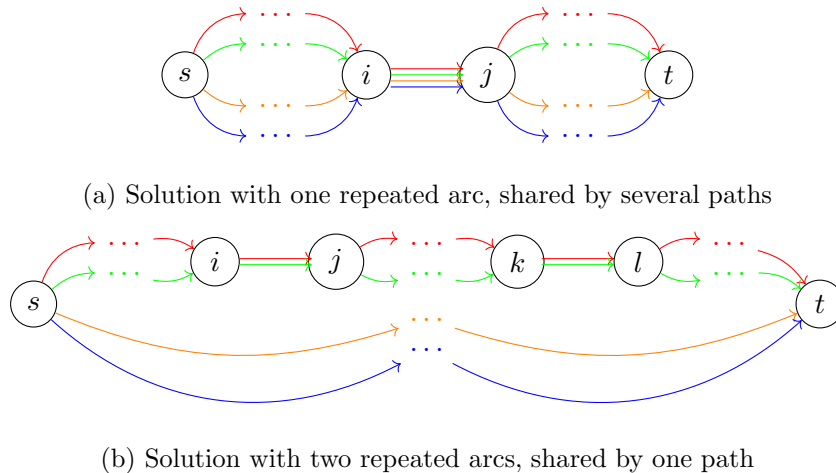 s i j t
(a) Solution with one repeated arc, shared by several paths
i j k l
s t
(b) Solution with two repeated arcs, shared by one path